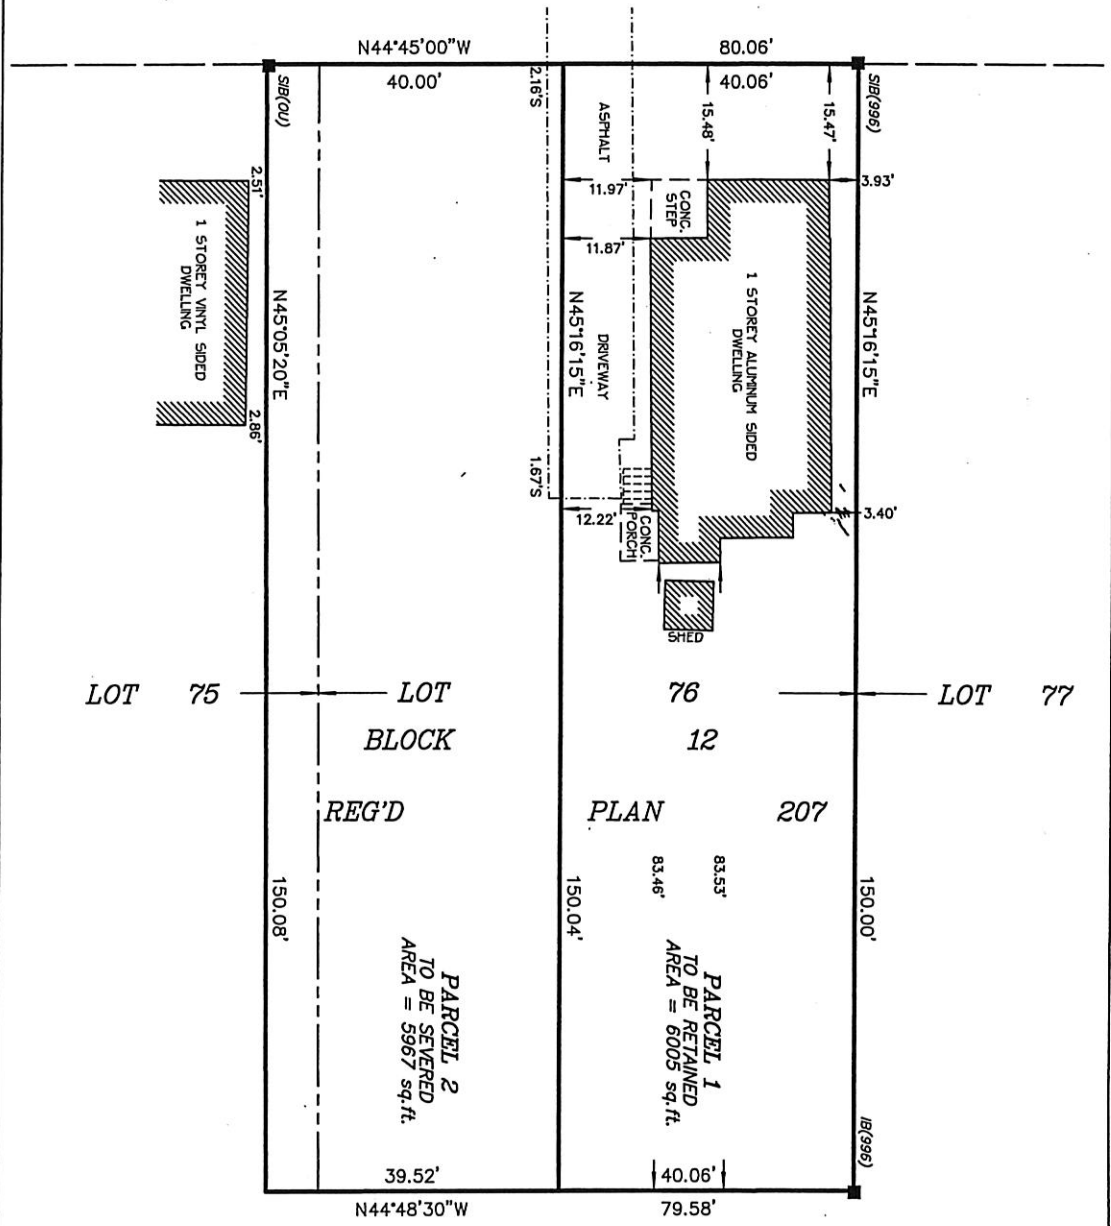 N44°45'00"W
80.06'
40.00'
40.06'
SIB(OU)
2.16'S
ASPHALT
15.48'
15.47'
SIB(996)
2.51'
11.97'
CONC.
STEP
3.93'
11.87'
1 STOREY VINYL SIDED
DWELLING
N45°05'20"E
N45°16'15"E
DRIVEWAY
1 STOREY ALUMINUM SIDED
DWELLING
N45°16'15"E
2.86'
1.67'S
12.22'
CONC.
PORCH
3.40'
SHED
LOT 75
LOT 76
LOT 77
BLOCK 12
REG'D PLAN 207
83.46'
83.53'
150.08'
150.04'
150.00'
PARCEL 2
TO BE SEVERED
AREA = 5967 sq.ft.
PARCEL 1
TO BE RETAINED
AREA = 6005 sq.ft.
IB(996)
39.52'
40.06'
N44°48'30"W
79.58'